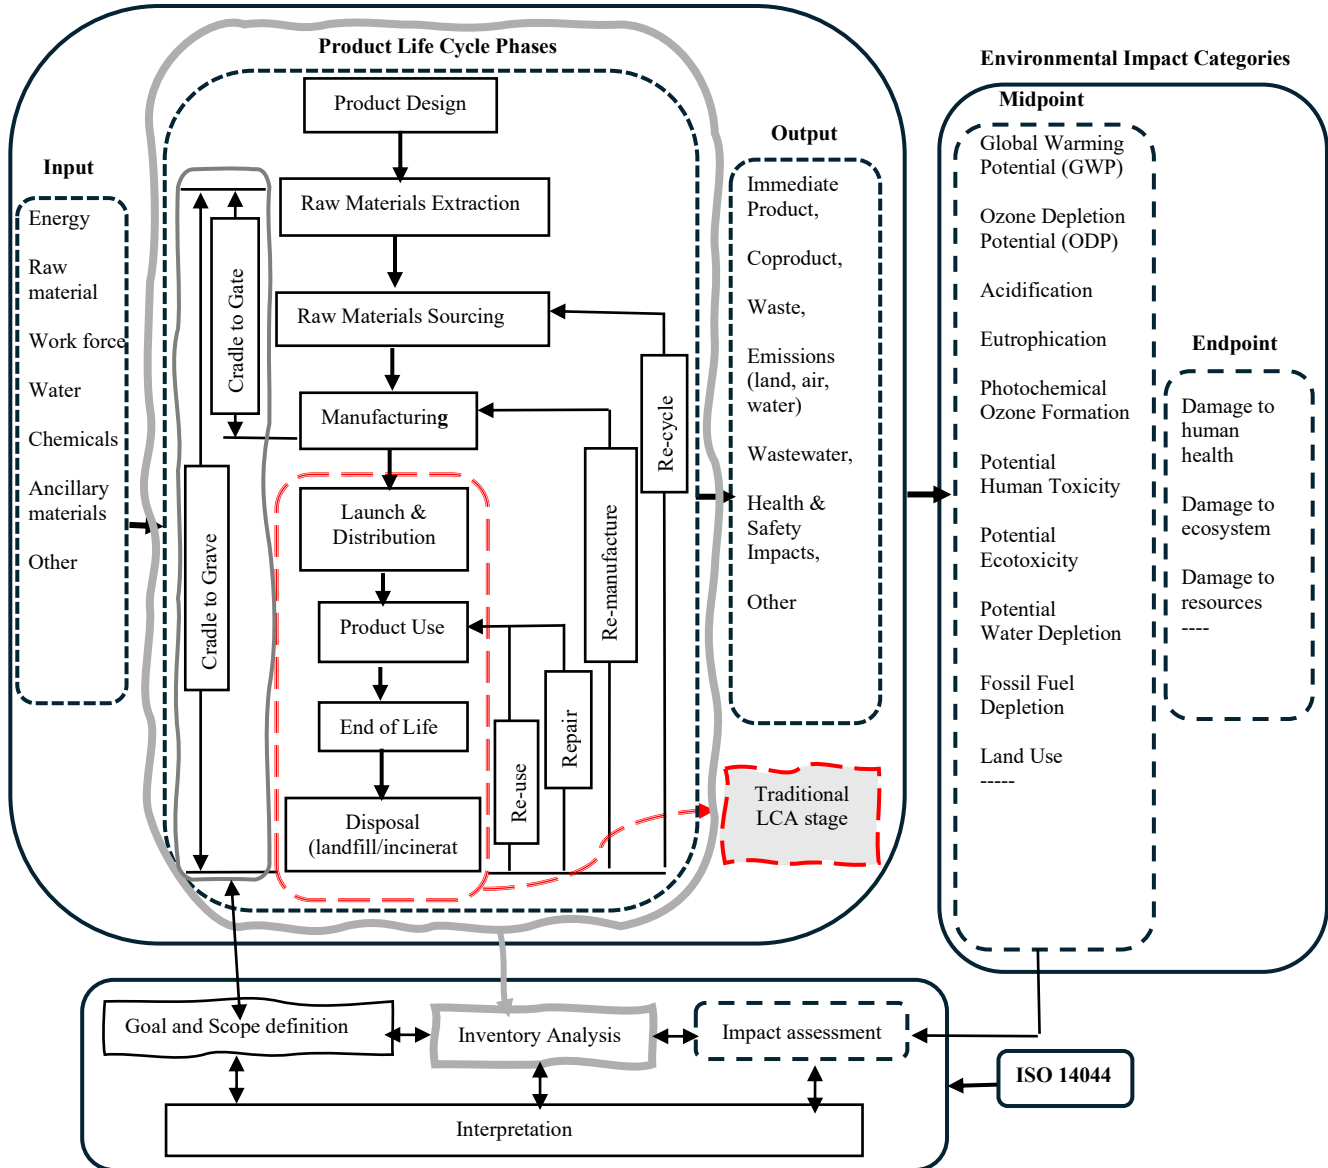 Product Life Cycle Phases
Environmental Impact Categories
Input
Energy
Raw
material
Work force
Water
Chemicals
Ancillary
materials
Other
Product Design
Raw Materials Extraction
Raw Materials Sourcing
Manufacturing
Launch &
Distribution
Product Use
End of Life
Disposal
(landfill/incinerat
Cradle to Gate
Cradle to Grave
Re-use
Repair
Re-manufacture
Re-cycle
Output
Immediate
Product,
Coproduct,
Waste,
Emissions
(land, air,
water)
Wastewater,
Health &
Safety
Impacts,
Other
Traditional
LCA stage
Midpoint
Global Warming
Potential (GWP)
Ozone Depletion
Potential (ODP)
Acidification
Eutrophication
Photochemical
Ozone Formation
Potential
Human Toxicity
Potential
Ecotoxicity
Potential
Water Depletion
Fossil Fuel
Depletion
Land Use
-----
Endpoint
Damage to
human
health
Damage to
ecosystem
Damage to
resources
----
Goal and Scope definition
Inventory Analysis
Impact assessment
Interpretation
ISO 14044